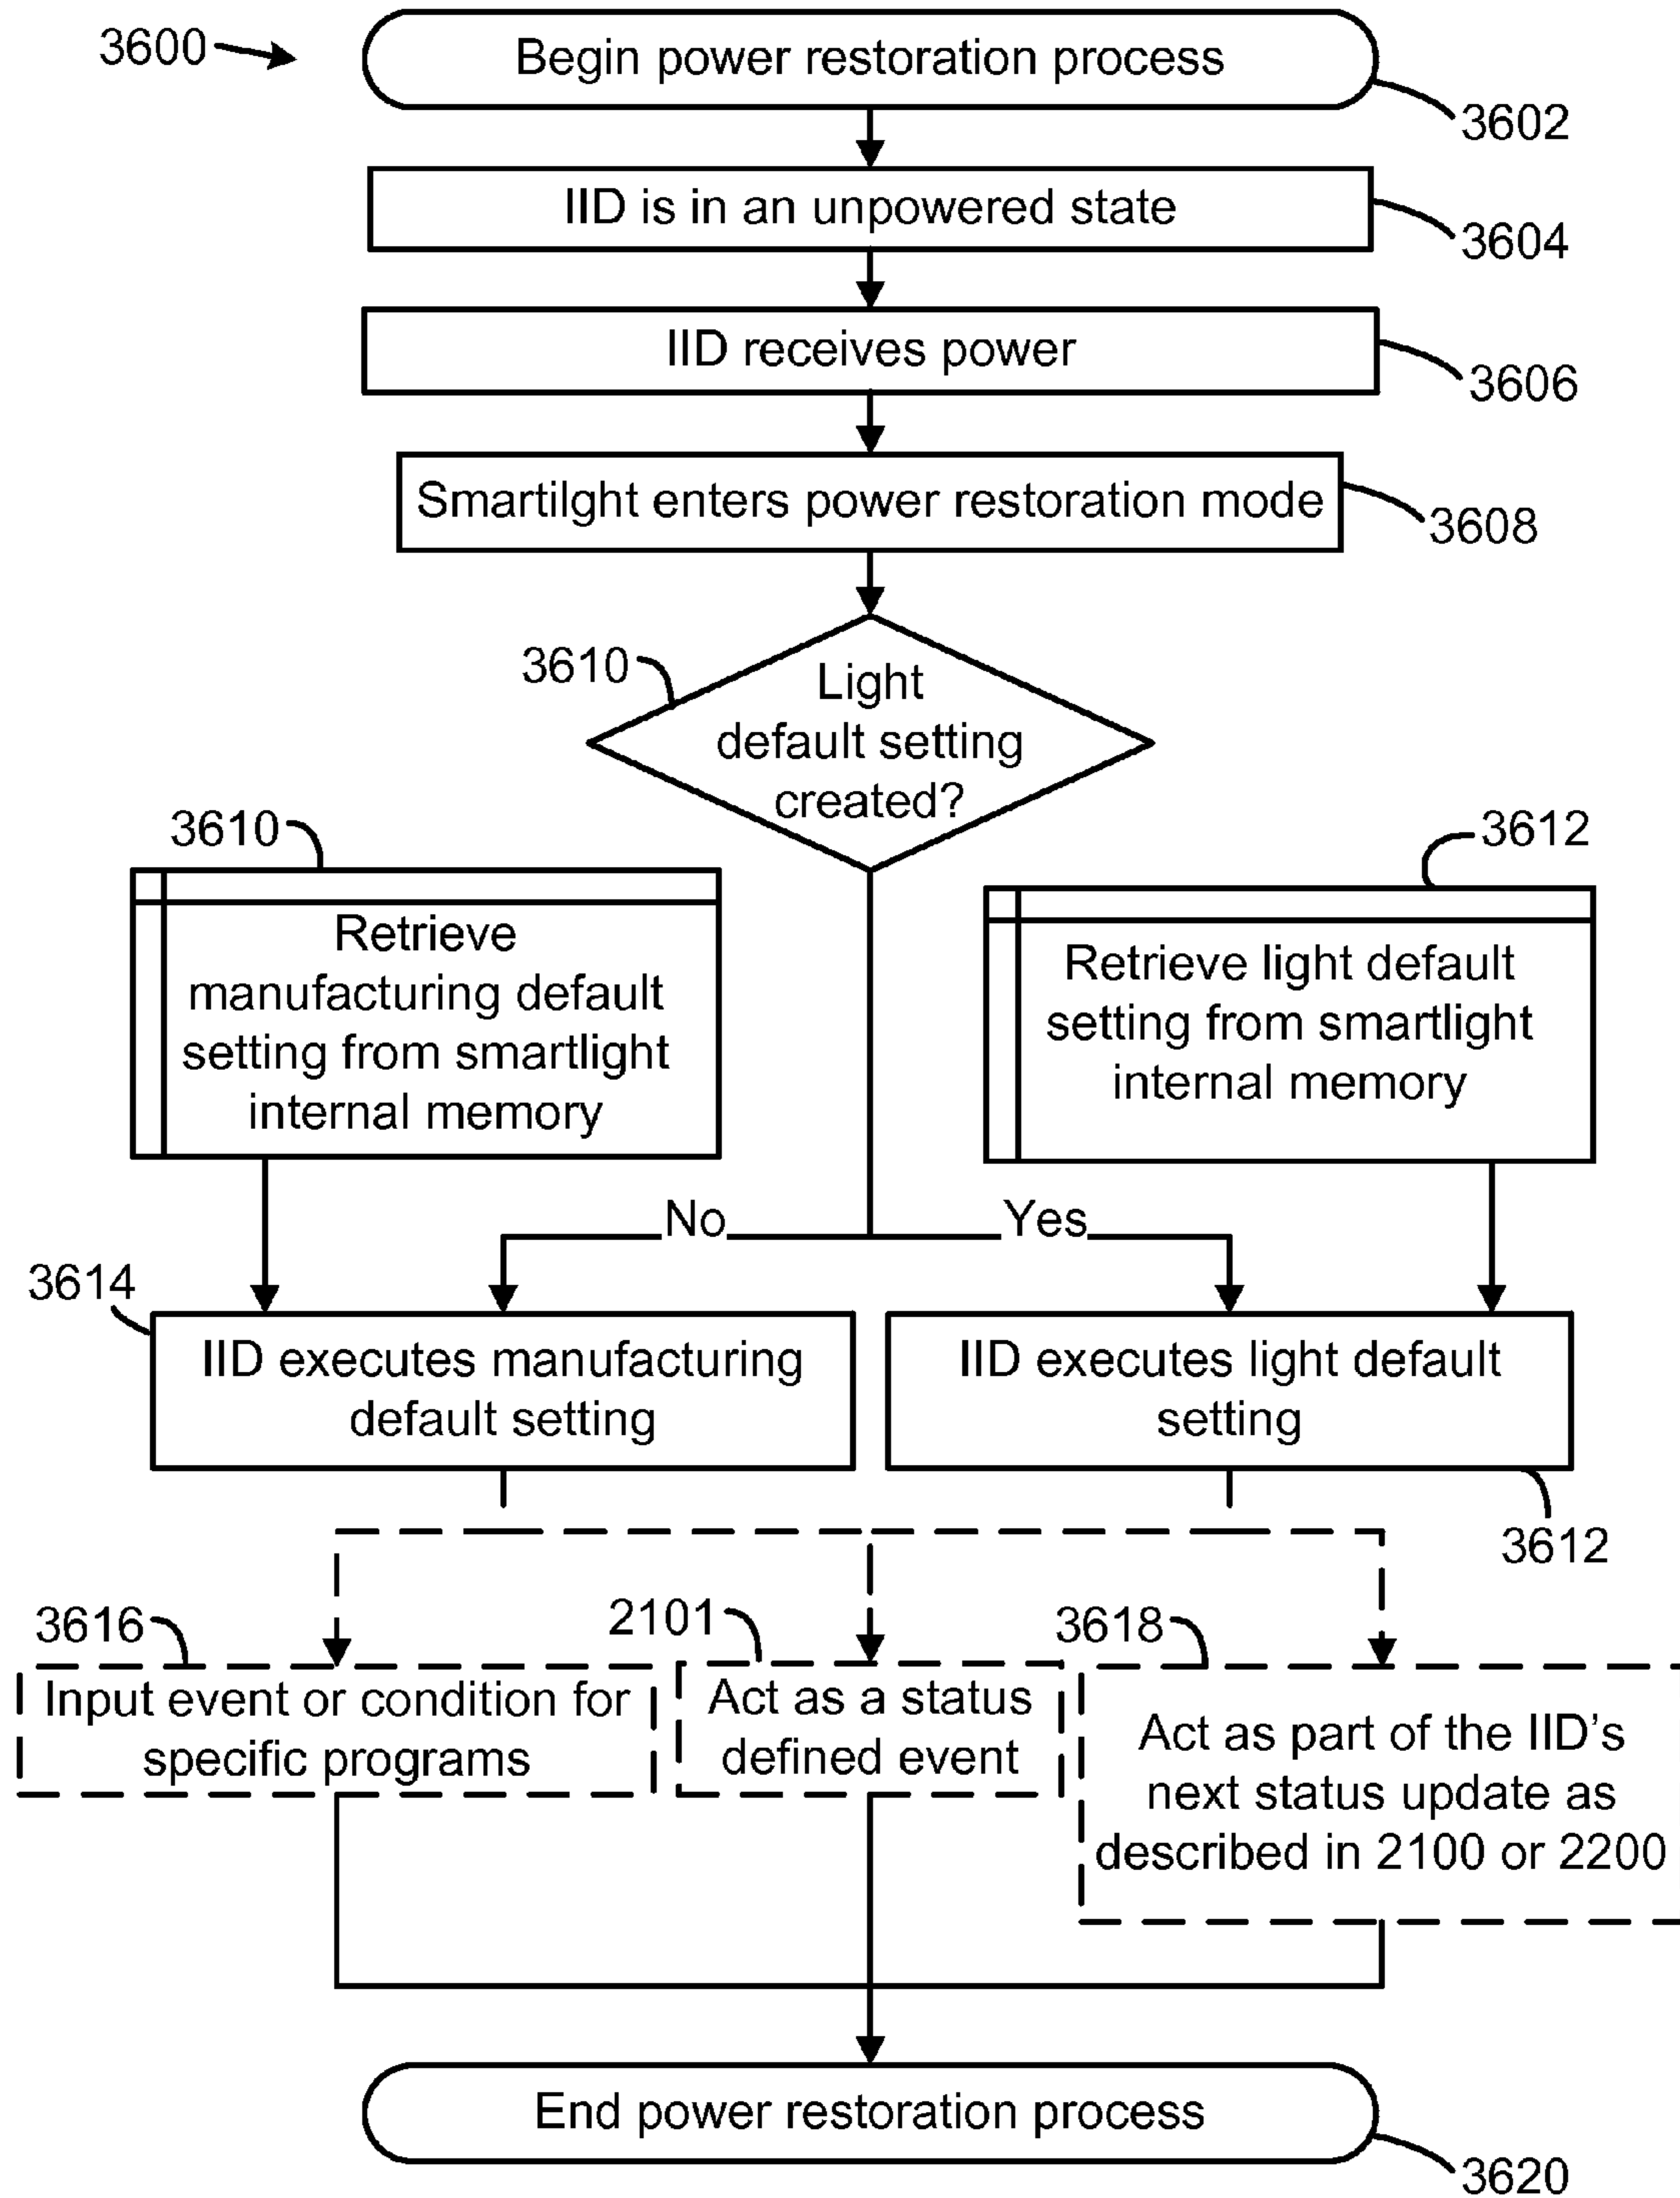 3600
Begin power restoration process
3602
IID is in an unpowered state
3604
IID receives power
3606
Smartilght enters power restoration mode
3608
3610
Light
default setting
created?
3610
Retrieve
manufacturing default
setting from smartlight
internal memory
3612
Retrieve light default
setting from smartlight
internal memory
No
Yes
3614
IID executes manufacturing
default setting
IID executes light default
setting
3612
3616
Input event or condition for
specific programs
2101
Act as a status
defined event
3618
Act as part of the IID's
next status update as
described in 2100 or 2200
End power restoration process
3620